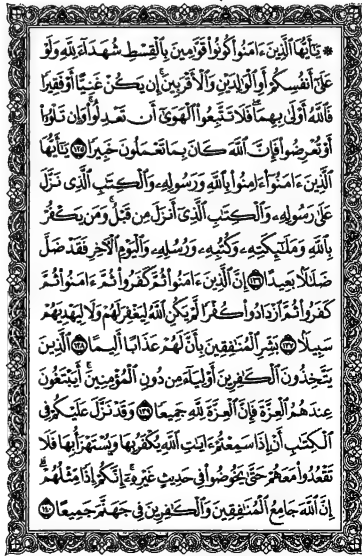 ۞ يَٰٓأَيُّهَا ٱلَّذِينَ ءَامَنُوا۟ كُونُوا۟ قَوَّٰمِينَ بِٱلْقِسْطِ شُهَدَآءَ لِلَّهِ وَلَوْ
عَلَىٰٓ أَنفُسِكُمْ أَوِ ٱلْوَٰلِدَيْنِ وَٱلْأَقْرَبِينَ ۚ إِن يَكُنْ غَنِيًّا أَوْ فَقِيرًا
فَٱللَّهُ أَوْلَىٰ بِهِمَا ۖ فَلَا تَتَّبِعُوا۟ ٱلْهَوَىٰٓ أَن تَعْدِلُوا۟ ۚ وَإِن تَلْوُۥٓا۟
أَوْ تُعْرِضُوا۟ فَإِنَّ ٱللَّهَ كَانَ بِمَا تَعْمَلُونَ خَبِيرًا ۝١٣٥ يَٰٓأَيُّهَا
ٱلَّذِينَ ءَامَنُوٓا۟ ءَامِنُوا۟ بِٱللَّهِ وَرَسُولِهِۦ وَٱلْكِتَٰبِ ٱلَّذِى نَزَّلَ
عَلَىٰ رَسُولِهِۦ وَٱلْكِتَٰبِ ٱلَّذِىٓ أَنزَلَ مِن قَبْلُ ۚ وَمَن يَكْفُرْ
بِٱللَّهِ وَمَلَٰٓئِكَتِهِۦ وَكُتُبِهِۦ وَرُسُلِهِۦ وَٱلْيَوْمِ ٱلْءَاخِرِ فَقَدْ ضَلَّ
ضَلَٰلًۢا بَعِيدًا ۝١٣٦ إِنَّ ٱلَّذِينَ ءَامَنُوا۟ ثُمَّ كَفَرُوا۟ ثُمَّ ءَامَنُوا۟ ثُمَّ
كَفَرُوا۟ ثُمَّ ٱزْدَادُوا۟ كُفْرًا لَّمْ يَكُنِ ٱللَّهُ لِيَغْفِرَ لَهُمْ وَلَا لِيَهْدِيَهُمْ
سَبِيلًۢا ۝١٣٧ بَشِّرِ ٱلْمُنَٰفِقِينَ بِأَنَّ لَهُمْ عَذَابًا أَلِيمًا ۝١٣٨ ٱلَّذِينَ
يَتَّخِذُونَ ٱلْكَٰفِرِينَ أَوْلِيَآءَ مِن دُونِ ٱلْمُؤْمِنِينَ ۚ أَيَبْتَغُونَ
عِندَهُمُ ٱلْعِزَّةَ فَإِنَّ ٱلْعِزَّةَ لِلَّهِ جَمِيعًا ۝١٣٩ وَقَدْ نَزَّلَ عَلَيْكُمْ فِى
ٱلْكِتَٰبِ أَنْ إِذَا سَمِعْتُمْ ءَايَٰتِ ٱللَّهِ يُكْفَرُ بِهَا وَيُسْتَهْزَأُ بِهَا فَلَا
تَقْعُدُوا۟ مَعَهُمْ حَتَّىٰ يَخُوضُوا۟ فِى حَدِيثٍ غَيْرِهِۦٓ ۚ إِنَّكُمْ إِذًا مِّثْلُهُمْ ۗ
إِنَّ ٱللَّهَ جَامِعُ ٱلْمُنَٰفِقِينَ وَٱلْكَٰفِرِينَ فِى جَهَنَّمَ جَمِيعًا ۝١٤٠